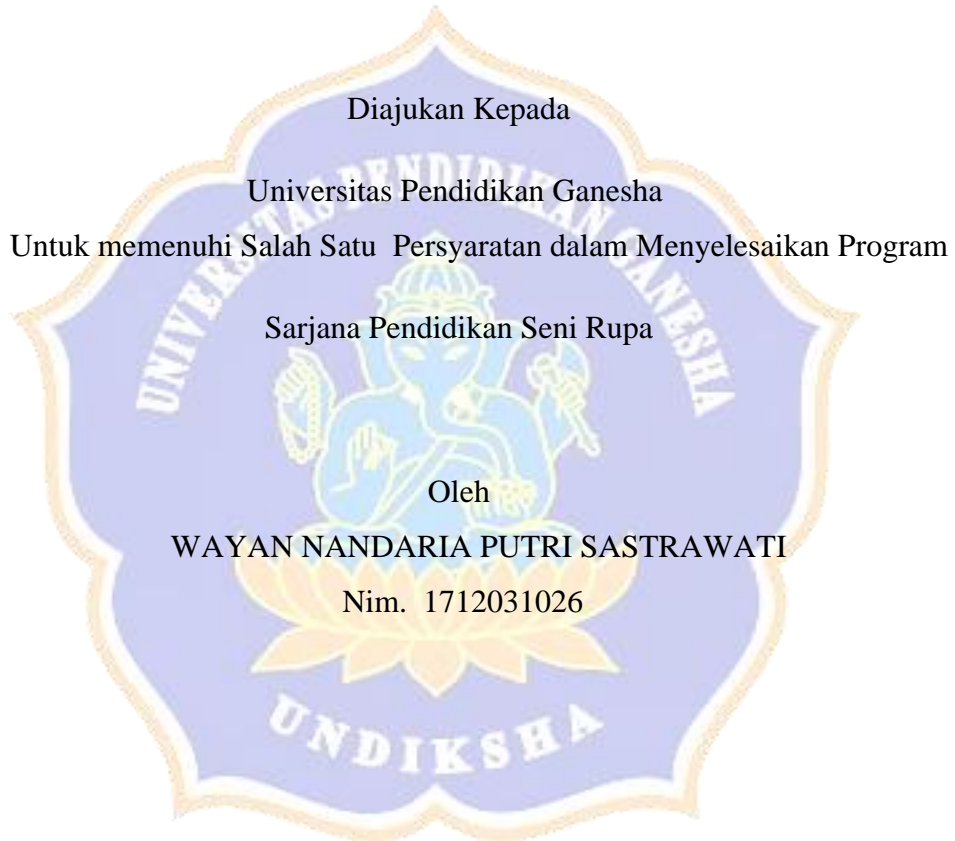 Diajukan Kepada
Universitas Pendidikan Ganesha
Untuk memenuhi Salah Satu Persyaratan dalam Menyelesaikan Program
Sarjana Pendidikan Seni Rupa
Oleh
WAYAN NANDARIA PUTRI SASTRAWATI
Nim. 1712031026
UNIVERSITAS PENDIDIKAN GANESHA
UNDIKSHA